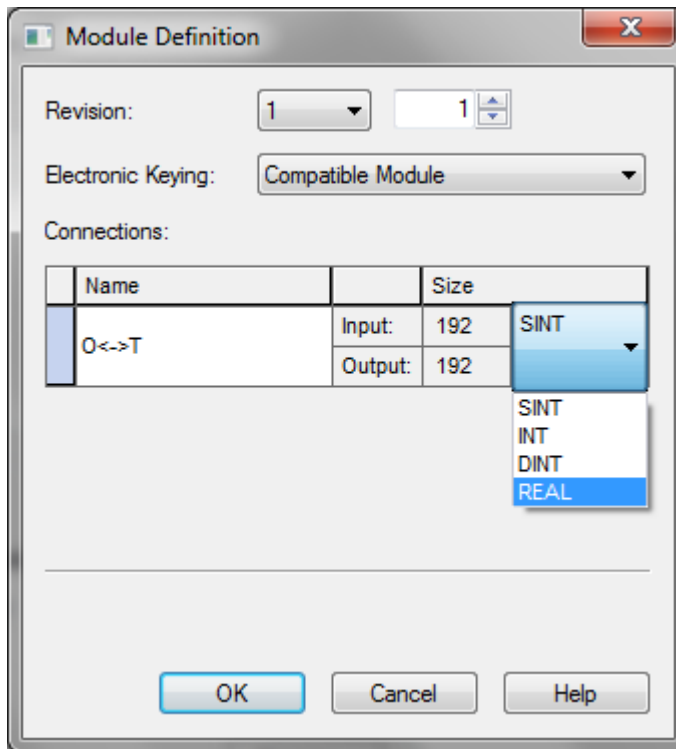 Module Definition
Revision: 1 1
Electronic Keying: Compatible Module
Connections:
Name Size
O<->T Input: 192 SINT
Output: 192
SINT
INT
DINT
REAL
OK Cancel Help